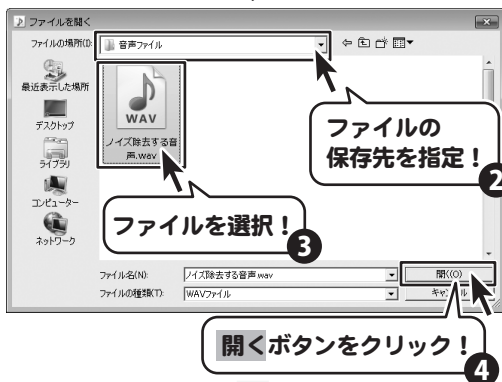 ファイルを開く
ファイルの場所(I):
音声ファイル
最近表示した場所
デスクトップ
ライブラリ
コンピューター
ネットワーク
WAV
ノイズ除去する音
声.wav
ファイルの
保存先を指定！
2
ファイルを選択！
3
ファイル名(N):
ノイズ除去する音声.wav
開く(O)
ファイルの種類(T):
WAVファイル
開くボタンをクリック！
4